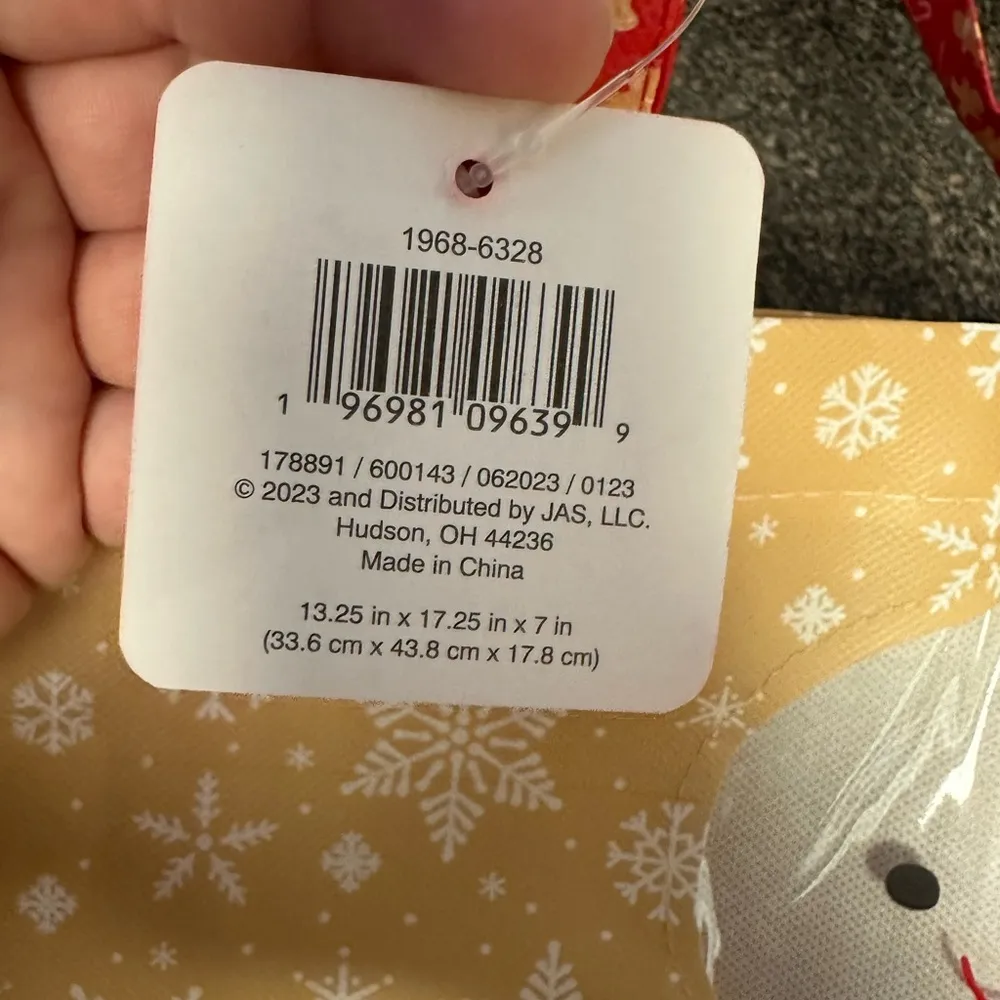 1968-6328
1 96981 09639 9
178891 / 600143 / 062023 / 0123
© 2023 and Distributed by JAS, LLC.
Hudson, OH 44236
Made in China
13.25 in x 17.25 in x 7 in
(33.6 cm x 43.8 cm x 17.8 cm)